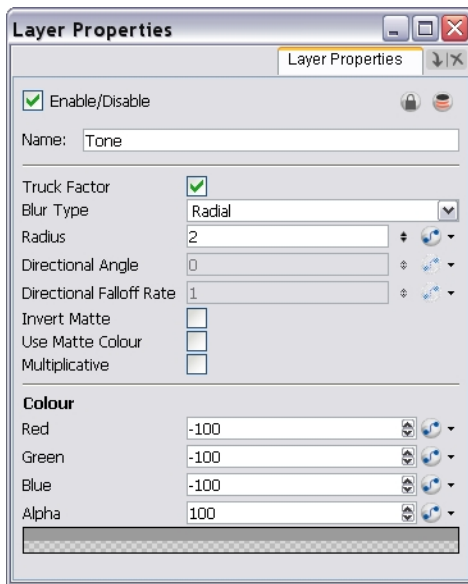 Layer Properties
Layer Properties
Enable/Disable
Name: Tone
Truck Factor
Blur Type Radial
Radius 2
Directional Angle 0
Directional Falloff Rate 1
Invert Matte
Use Matte Colour
Multiplicative
Colour
Red -100
Green -100
Blue -100
Alpha 100